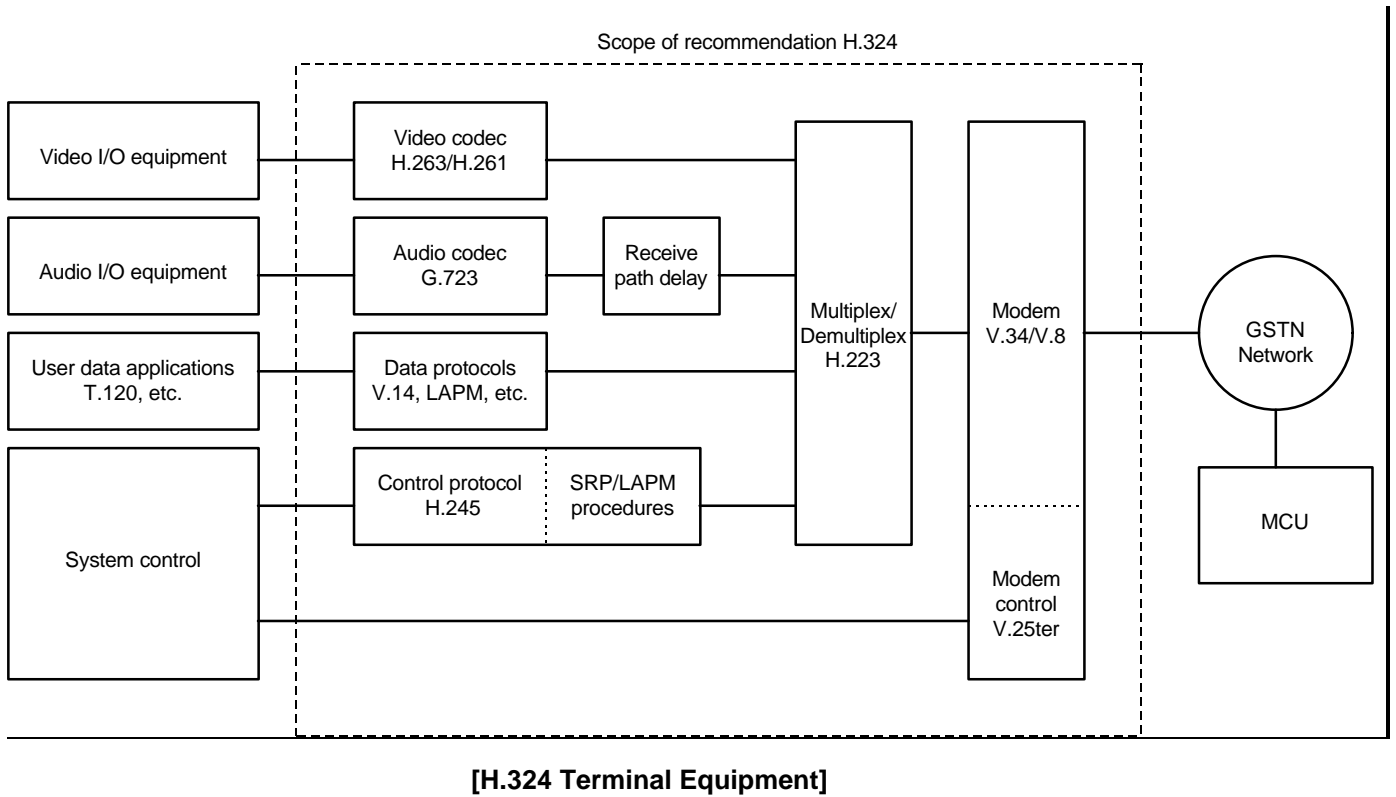 Scope of recommendation H.324
Video I/O equipment
Video codec
H.263/H.261
Audio I/O equipment
Audio codec
G.723
Receive
path delay
User data applications
T.120, etc.
Data protocols
V.14, LAPM, etc.
System control
Control protocol
H.245
SRP/LAPM
procedures
Multiplex/
Demultiplex
H.223
Modem
V.34/V.8
Modem
control
V.25ter
GSTN
Network
MCU
[H.324 Terminal Equipment]